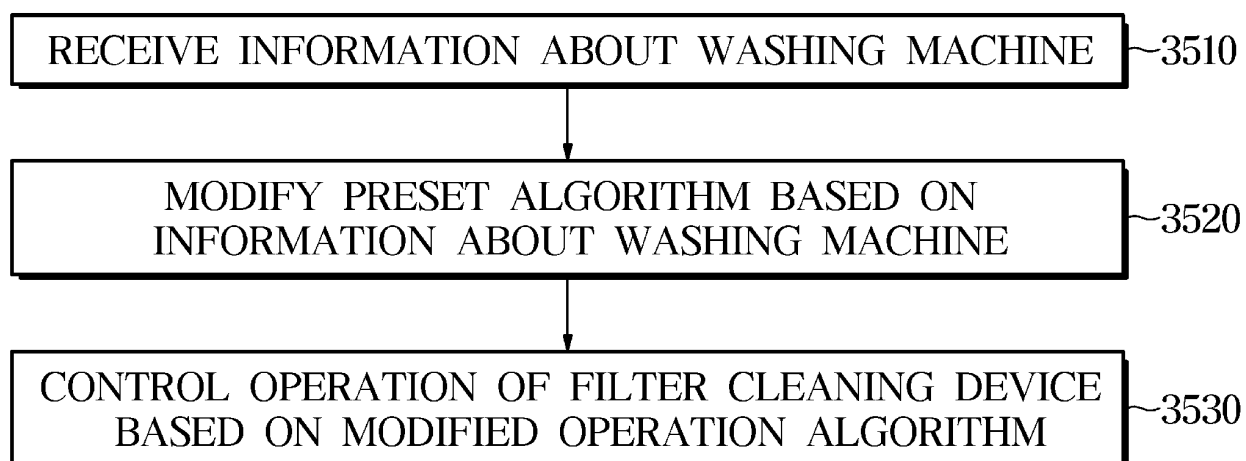 RECEIVE INFORMATION ABOUT WASHING MACHINE 3510
MODIFY PRESET ALGORITHM BASED ON
INFORMATION ABOUT WASHING MACHINE
3520
CONTROL OPERATION OF FILTER CLEANING DEVICE
BASED ON MODIFIED OPERATION ALGORITHM
3530